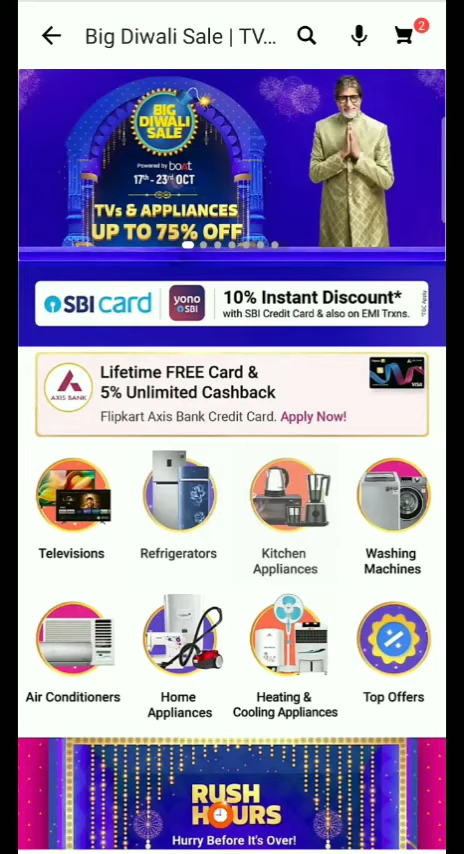 Big Diwali Sale | TV...
2
BIG
DIWALI
SALE
Powered by boAt
17th - 23rd OCT
TVs & APPLIANCES
UP TO 75% OFF
SBI card
yono
SBI
10% Instant Discount*
with SBI Credit Card & also on EMI Trxns.
*T&C Apply
AXIS BANK
Lifetime FREE Card &
5% Unlimited Cashback
Flipkart Axis Bank Credit Card. Apply Now!
VISA
Televisions
Refrigerators
Kitchen
Appliances
Washing
Machines
Air Conditioners
Home
Appliances
Heating &
Cooling Appliances
Top Offers
RUSH
HOURS
Hurry Before It's Over!